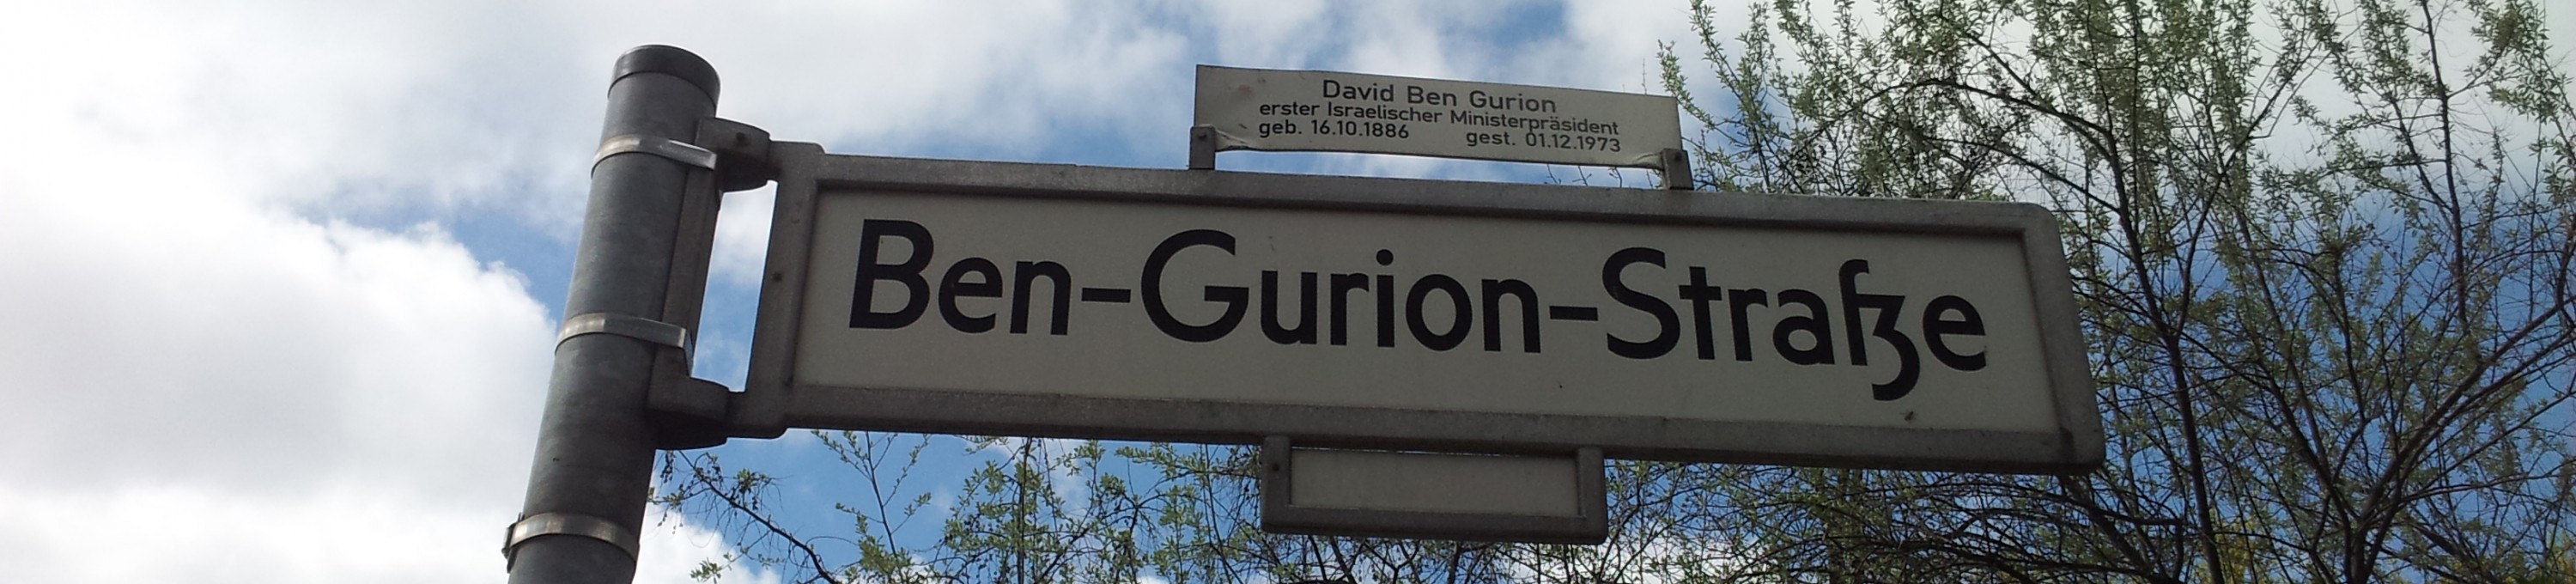 David Ben Gurion
erster Israelischer Ministerpräsident
geb. 16.10.1886 gest. 01.12.1973
Ben-Gurion-Straße